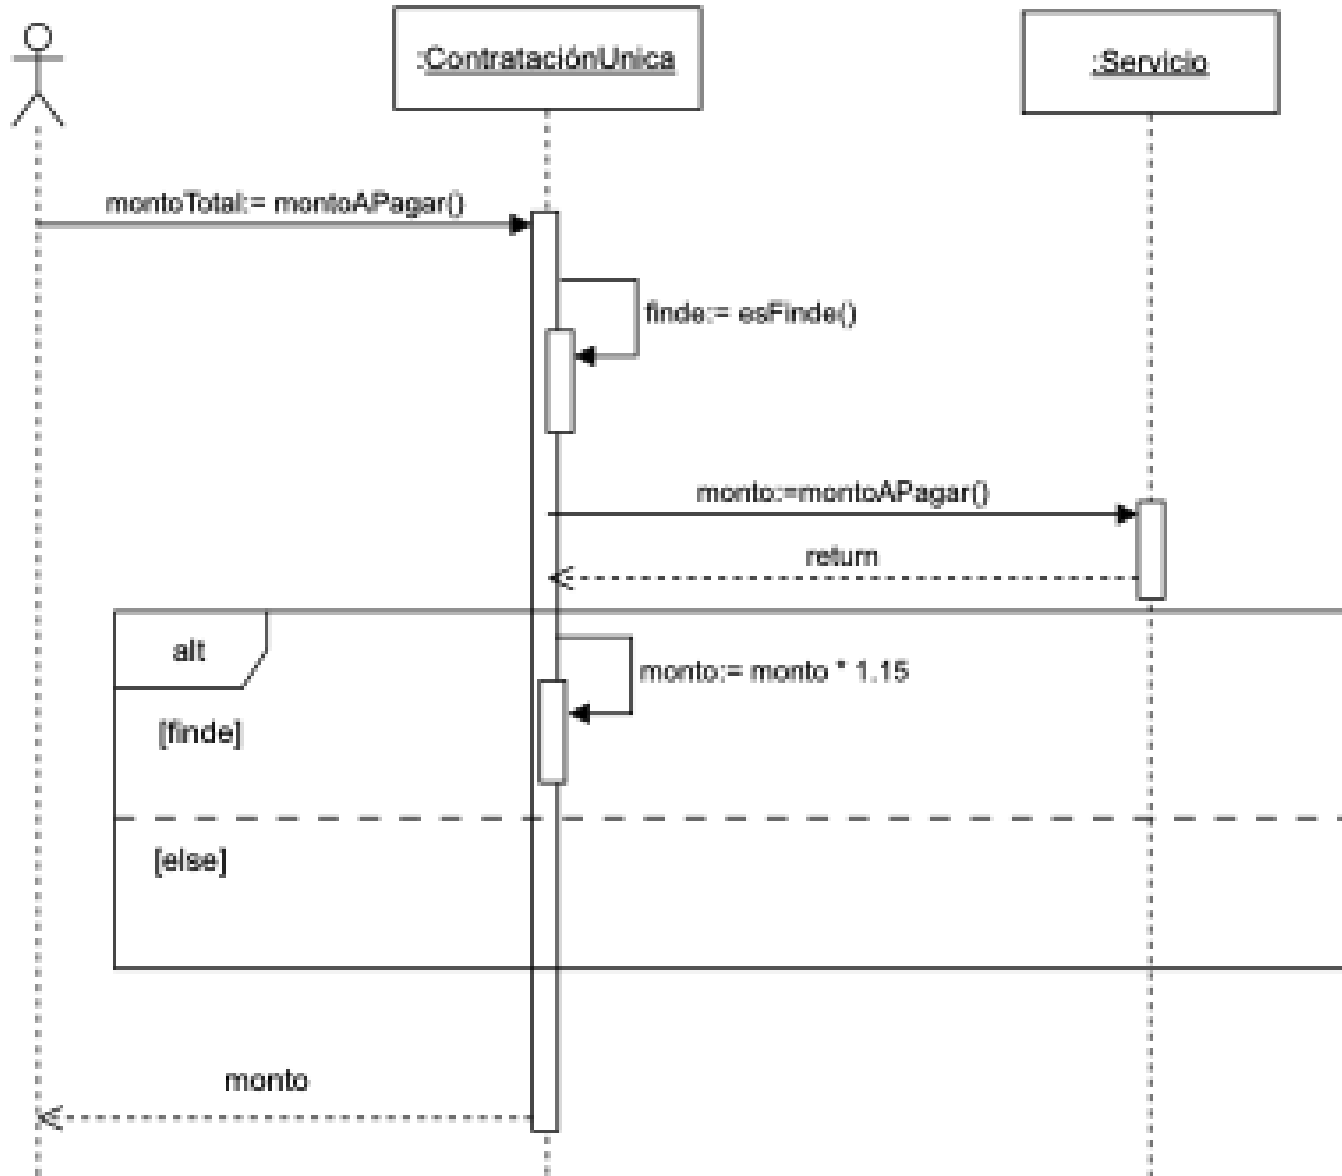 :ContrataciónUnica
:Servicio
montoTotal:= montoAPagar()
finde:= esFinde()
monto:=montoAPagar()
return
alt
monto:= monto * 1.15
[finde]
[else]
monto